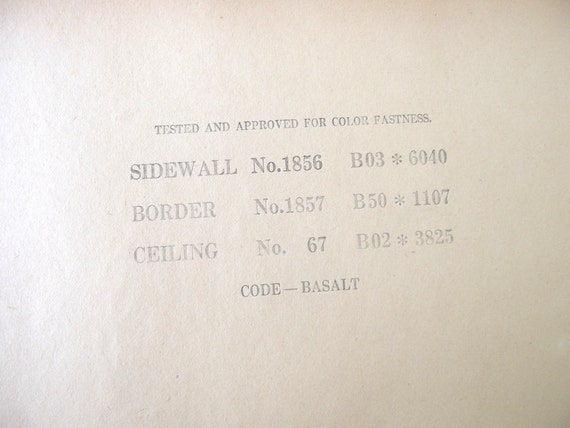 TESTED AND APPROVED FOR COLOR FASTNESS.
SIDEWALL No.1856 B03 * 6040
BORDER No.1857 B50 * 1107
CEILING No. 67 B02 * 3825
CODE—BASALT